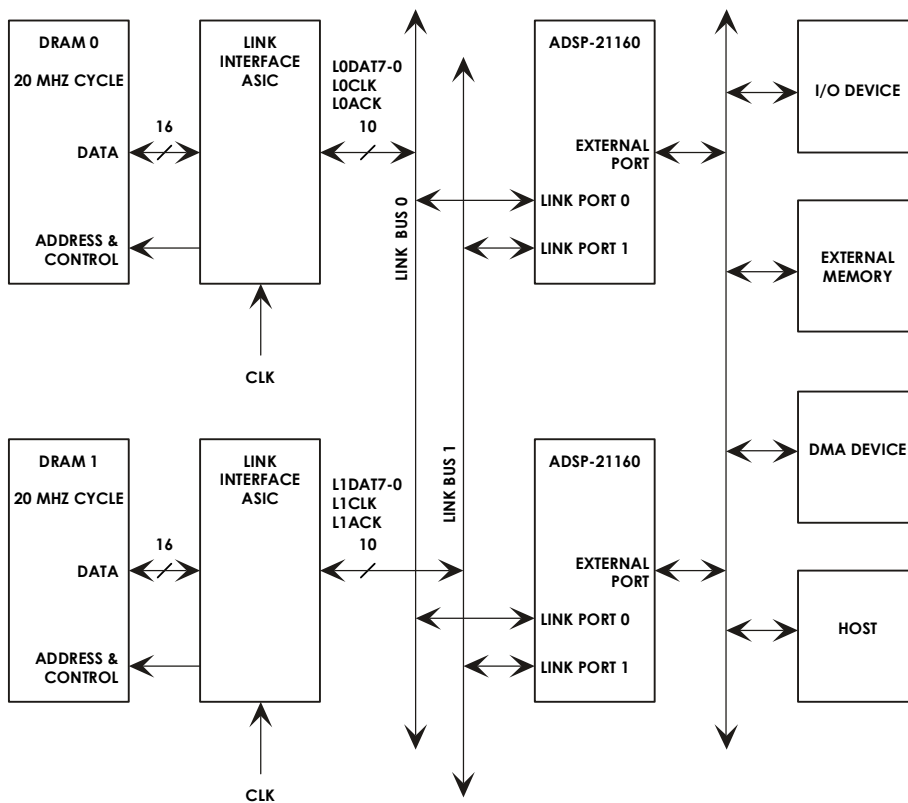 DRAM 0
20 MHZ CYCLE
DATA
ADDRESS &
CONTROL
16
LINK
INTERFACE
ASIC
CLK
L0DAT7-0
L0CLK
L0ACK
10
LINK BUS 0
LINK BUS 1
ADSP-21160
EXTERNAL
PORT
LINK PORT 0
LINK PORT 1
I/O DEVICE
EXTERNAL
MEMORY
DRAM 1
20 MHZ CYCLE
DATA
ADDRESS &
CONTROL
16
LINK
INTERFACE
ASIC
CLK
L1DAT7-0
L1CLK
L1ACK
10
ADSP-21160
EXTERNAL
PORT
LINK PORT 0
LINK PORT 1
DMA DEVICE
HOST